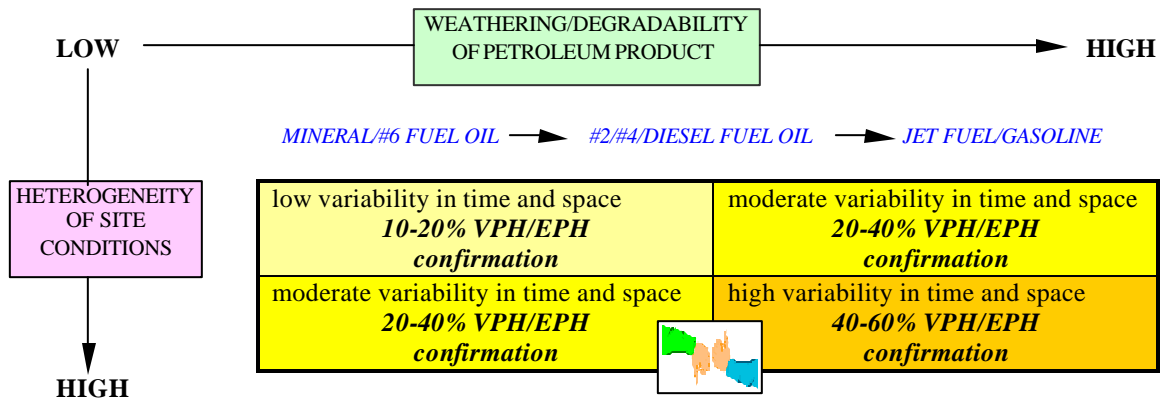 WEATHERING/DEGRADABILITY
OF PETROLEUM PRODUCT
LOW
HIGH
MINERAL/#6 FUEL OIL
#2/#4/DIESEL FUEL OIL
JET FUEL/GASOLINE
HETEROGENEITY
OF SITE
CONDITIONS
low variability in time and space
10-20% VPH/EPH
confirmation
moderate variability in time and space
20-40% VPH/EPH
confirmation
moderate variability in time and space
20-40% VPH/EPH
confirmation
high variability in time and space
40-60% VPH/EPH
confirmation
HIGH